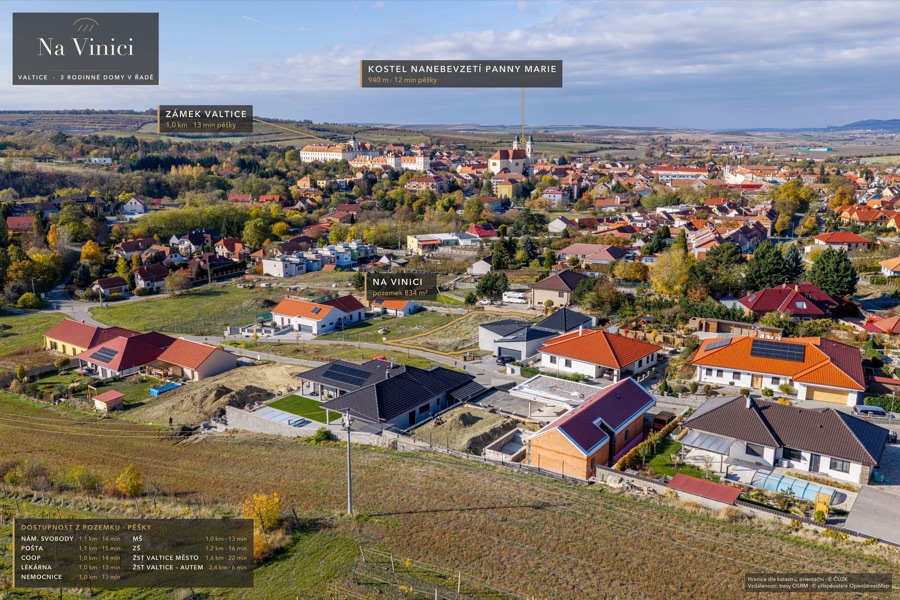 Na Vinici
VALTICE · 3 RODINNÉ DOMY V ŘADĚ
KOSTEL NANEBEVZETÍ PANNY MARIE
940 m · 12 min pěšky
ZÁMEK VALTICE
1,0 km · 13 min pěšky
NA VINICI
pozemek 834 m²
DOSTUPNOST Z POZEMKU · PĚŠKY
NÁM. SVOBODY 1,1 km · 14 min
POŠTA 1,1 km · 15 min
COOP 1,0 km · 14 min
LÉKÁRNA 1,0 km · 13 min
NEMOCNICE 1,0 km · 13 min
MŠ 1,0 km · 13 min
ZŠ 1,2 km · 16 min
ŽST VALTICE MĚSTO 1,6 km · 22 min
ŽST VALTICE · AUTEM 2,4 km · 6 min
Hranice dle katastru, orientační · © ČÚZK
Vzdálenosti: trasy OSRM · © přispěvatelé OpenStreetMap